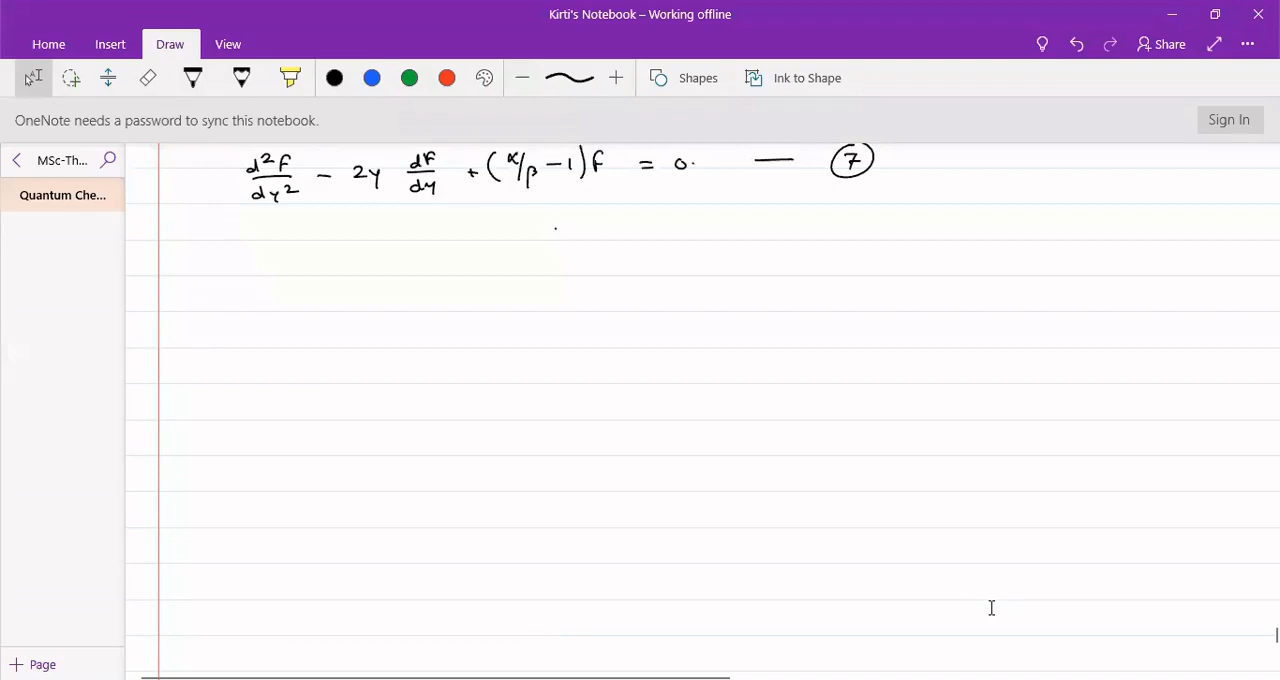 Kirti's Notebook – Working offline
Home Insert Draw View Share
Shapes Ink to Shape
OneNote needs a password to sync this notebook. Sign In
MSc-Th...
Quantum Che...
d²f/dy² - 2y df/dy + (α/β - 1) f = 0. — 7
Page